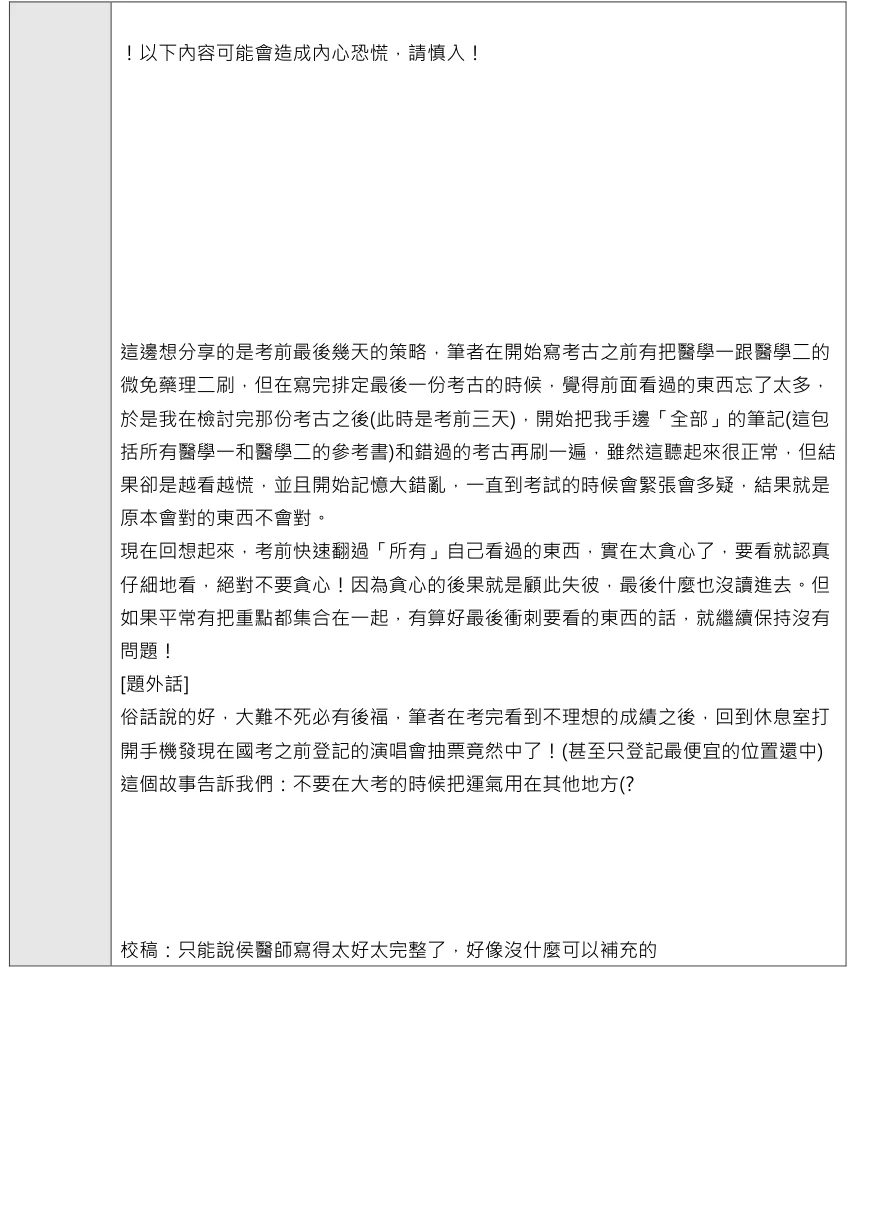 ！以下內容可能會造成內心恐慌，請慎入！
這邊想分享的是考前最後幾天的策略，筆者在開始寫考古之前有把醫學一跟醫學二的
微免藥理二刷，但在寫完排定最後一份考古的時候，覺得前面看過的東西忘了太多，
於是我在檢討完那份考古之後(此時是考前三天)，開始把我手邊「全部」的筆記(這包
括所有醫學一和醫學二的參考書)和錯過的考古再刷一遍，雖然這聽起來很正常，但結
果卻是越看越慌，並且開始記憶大錯亂，一直到考試的時候會緊張會多疑，結果就是
原本會對的東西不會對。
現在回想起來，考前快速翻過「所有」自己看過的東西，實在太貪心了，要看就認真
仔細地看，絕對不要貪心！因為貪心的後果就是顧此失彼，最後什麼也沒讀進去。但
如果平常有把重點都集合在一起，有算好最後衝刺要看的東西的話，就繼續保持沒有
問題！
[題外話]
俗話說的好，大難不死必有後福，筆者在考完看到不理想的成績之後，回到休息室打
開手機發現在國考之前登記的演唱會抽票竟然中了！(甚至只登記最便宜的位置還中)
這個故事告訴我們：不要在大考的時候把運氣用在其他地方(?
校稿：只能說侯醫師寫得太好太完整了，好像沒什麼可以補充的